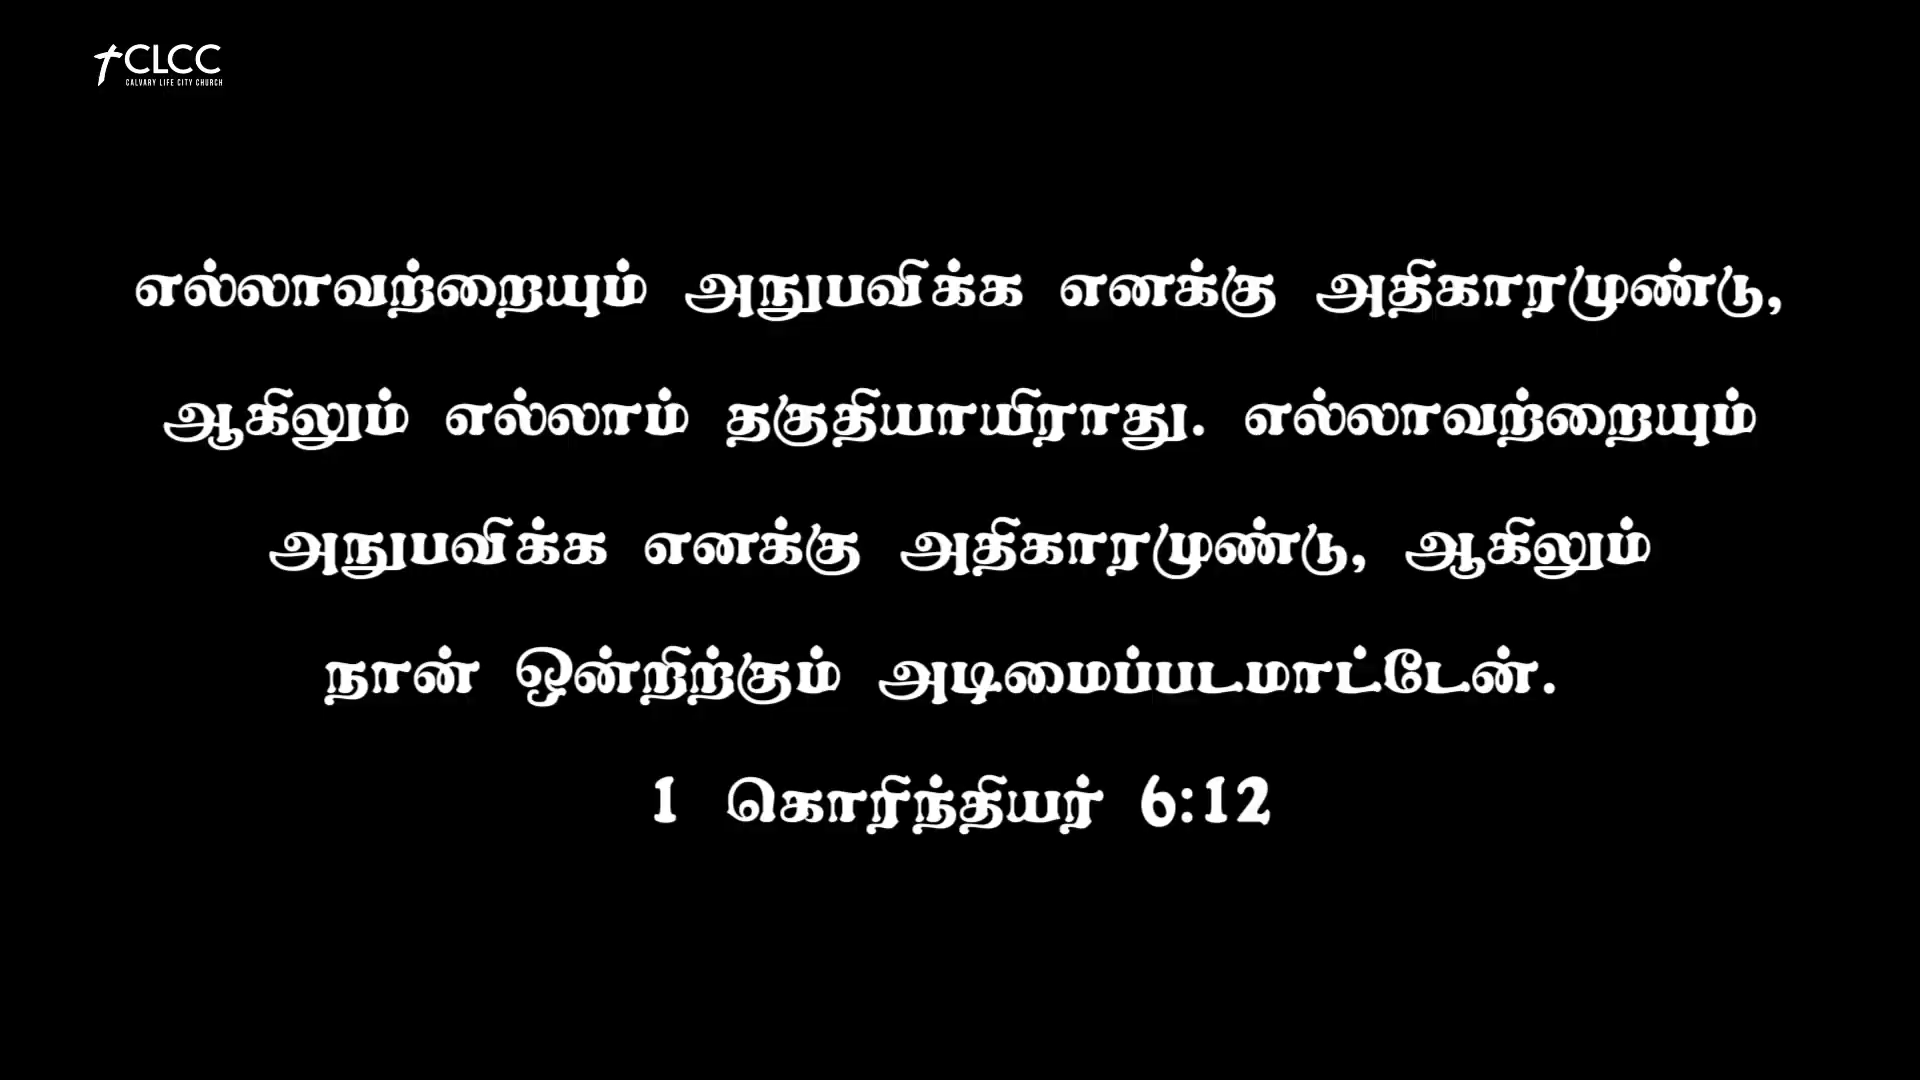 CLCC
CALVARY LIFE CITY CHURCH
எல்லாவற்றையும் அநுபவிக்க எனக்கு அதிகாரமுண்டு,
ஆகிலும் எல்லாம் தகுதியாயிராது. எல்லாவற்றையும்
அநுபவிக்க எனக்கு அதிகாரமுண்டு, ஆகிலும்
நான் ஒன்றிற்கும் அடிமைப்படமாட்டேன்.
1 கொரிந்தியர் 6:12